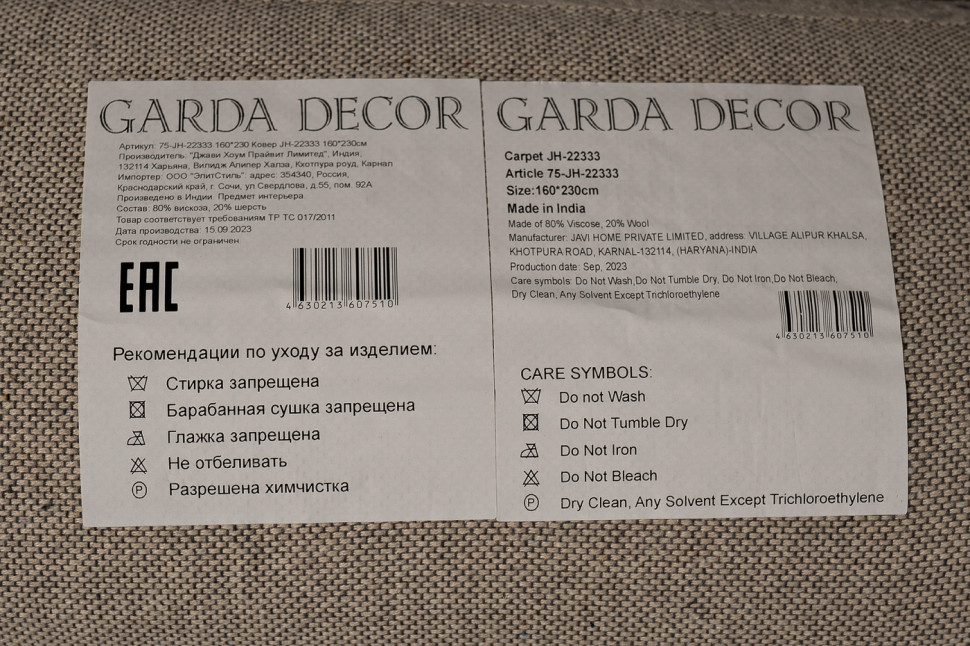 GARDA DECOR
Артикул: 75-JH-22333 160*230 Ковер JH-22333 160*230см
Производитель: "Джави Хоум Прайвит Лимитед", Индия,
132114 Харьяна, Вилидж Алипер Халза, Кхотпура роуд, Карнал
Импортер: ООО "ЭлитСтиль". адрес: 354340, Россия,
Краснодарский край, г. Сочи, ул Свердлова, д.55, пом. 92А
Произведено в Индии. Предмет интерьера.
Состав: 80% вискоза, 20% шерсть
Товар соответствует требованиям ТР ТС 017/2011
Дата производства: 15.09.2023
Срок годности не ограничен.
EAC
4 630213 607510
Рекомендации по уходу за изделием:
Стирка запрещена
Барабанная сушка запрещена
Глажка запрещена
Не отбеливать
P Разрешена химчистка
GARDA DECOR
Carpet JH-22333
Article 75-JH-22333
Size:160*230cm
Made in India
Made of 80% Viscose, 20% Wool
Manufacturer: JAVI HOME PRIVATE LIMITED, address: VILLAGE ALIPUR KHALSA,
KHOTPURA ROAD, KARNAL-132114, (HARYANA)-INDIA
Production date: Sep, 2023
Care symbols: Do Not Wash,Do Not Tumble Dry, Do Not Iron,Do Not Bleach,
Dry Clean, Any Solvent Except Trichloroethylene
4 630213 607510
CARE SYMBOLS:
Do not Wash
Do Not Tumble Dry
Do Not Iron
Do Not Bleach
P Dry Clean, Any Solvent Except Trichloroethylene